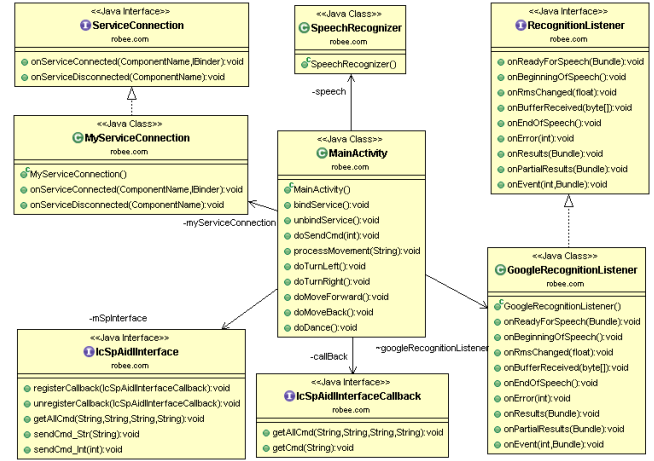 <<Java Interface>>
ServiceConnection
robee.com
onServiceConnected(ComponentName,IBinder):void
onServiceDisconnected(ComponentName):void
<<Java Class>>
SpeechRecognizer
robee.com
SpeechRecognizer()
<<Java Interface>>
RecognitionListener
robee.com
onReadyForSpeech(Bundle):void
onBeginningOfSpeech():void
onRmsChanged(float):void
onBufferReceived(byte[]):void
onEndOfSpeech():void
onError(int):void
onResults(Bundle):void
onPartialResults(Bundle):void
onEvent(int,Bundle):void
-speech
<<Java Class>>
MyServiceConnection
robee.com
MyServiceConnection()
onServiceConnected(ComponentName,IBinder):void
onServiceDisconnected(ComponentName):void
-myServiceConnection
<<Java Class>>
MainActivity
robee.com
MainActivity()
bindService():void
unbindService():void
doSendCmd(int):void
processMovement(String):void
doTurnLeft():void
doTurnRight():void
doMoveForward():void
doMoveBack():void
doDance():void
<<Java Class>>
GoogleRecognitionListener
robee.com
GoogleRecognitionListener()
onReadyForSpeech(Bundle):void
onBeginningOfSpeech():void
onRmsChanged(float):void
onBufferReceived(byte[]):void
onEndOfSpeech():void
onError(int):void
onResults(Bundle):void
onPartialResults(Bundle):void
onEvent(int,Bundle):void
-mSpInterface
-callBack
~googleRecognitionListener
<<Java Interface>>
IcSpAidlInterface
robee.com
registerCallback(IcSpAidlInterfaceCallback):void
unregisterCallback(IcSpAidlInterfaceCallback):void
getAllCmd(String,String,String,String):void
sendCmd_Str(String):void
sendCmd_Int(int):void
<<Java Interface>>
IcSpAidlInterfaceCallback
robee.com
getAllCmd(String,String,String,String):void
getCmd(String):void